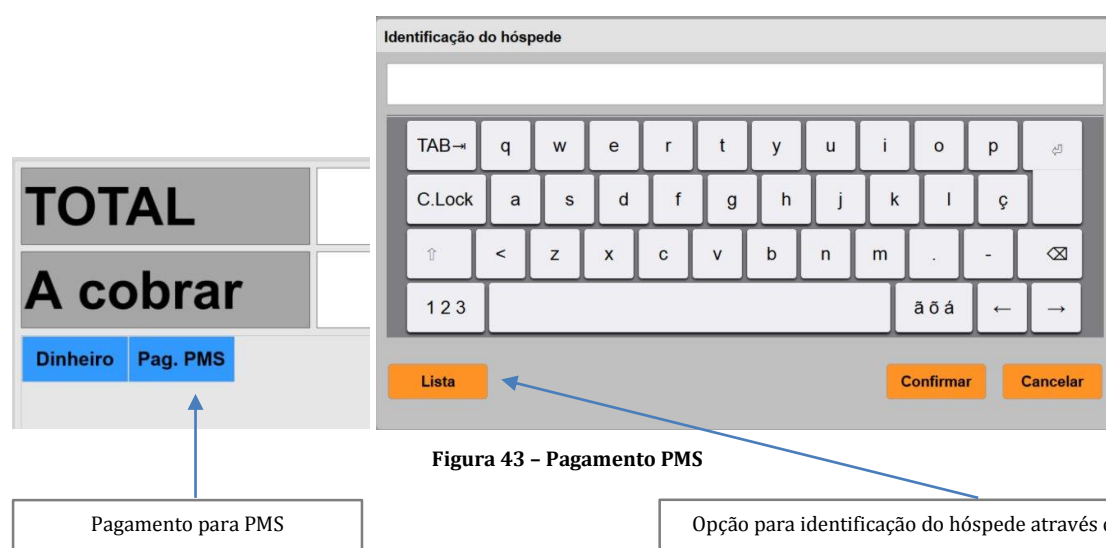 Identificação do hóspede
TAB⇥ q w e r t y u i o p ⏎
C.Lock a s d f g h j k l ç
⇧ < z x c v b n m . - ⌫
1 2 3 ã õ á ← →
Lista Confirmar Cancelar
TOTAL
A cobrar
Dinheiro Pag. PMS
Figura 43 – Pagamento PMS
Pagamento para PMS
Opção para identificação do hóspede através